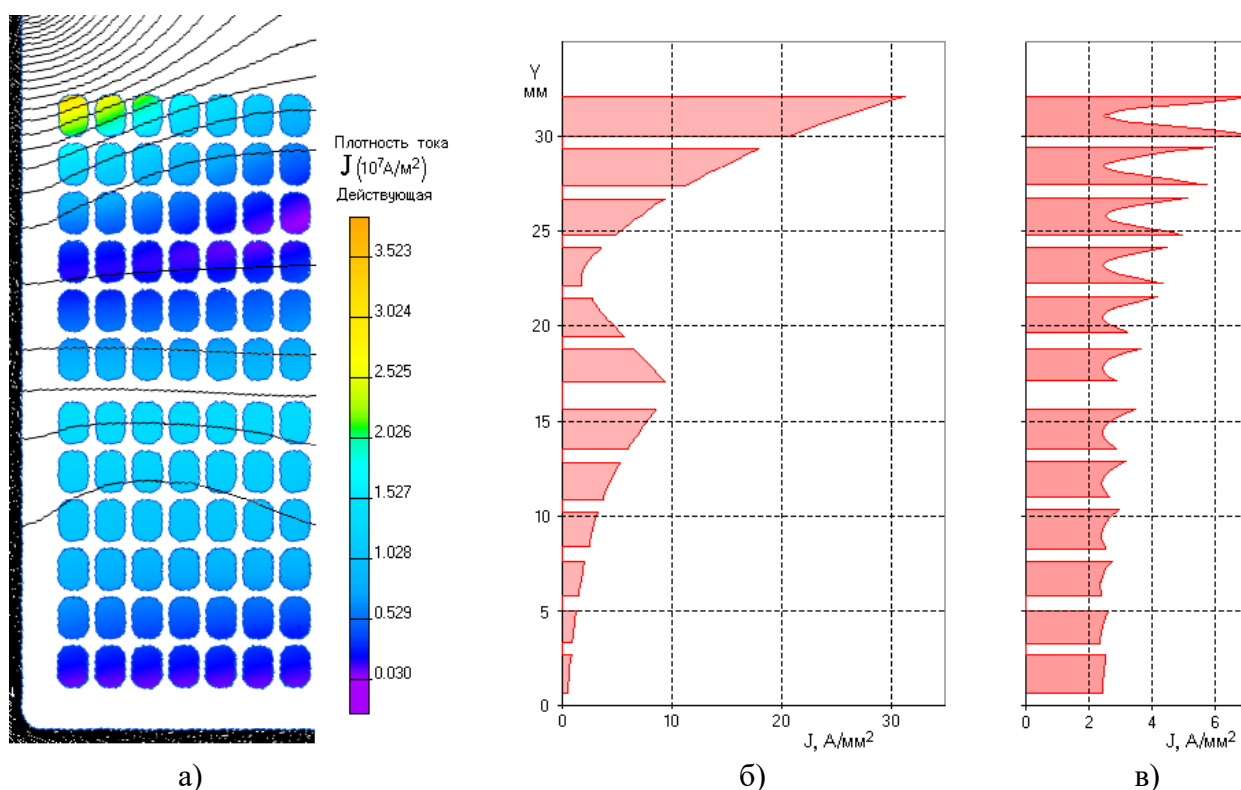 Плотность тока
J (10⁷А/м²)
Действующая
3.523
3.024
2.525
2.026
1.527
1.028
0.529
0.030
а)
Y
мм
30
25
20
15
10
5
0
0 10 20 30
J, А/мм²
б)
0 2 4 6
J, А/мм²
в)